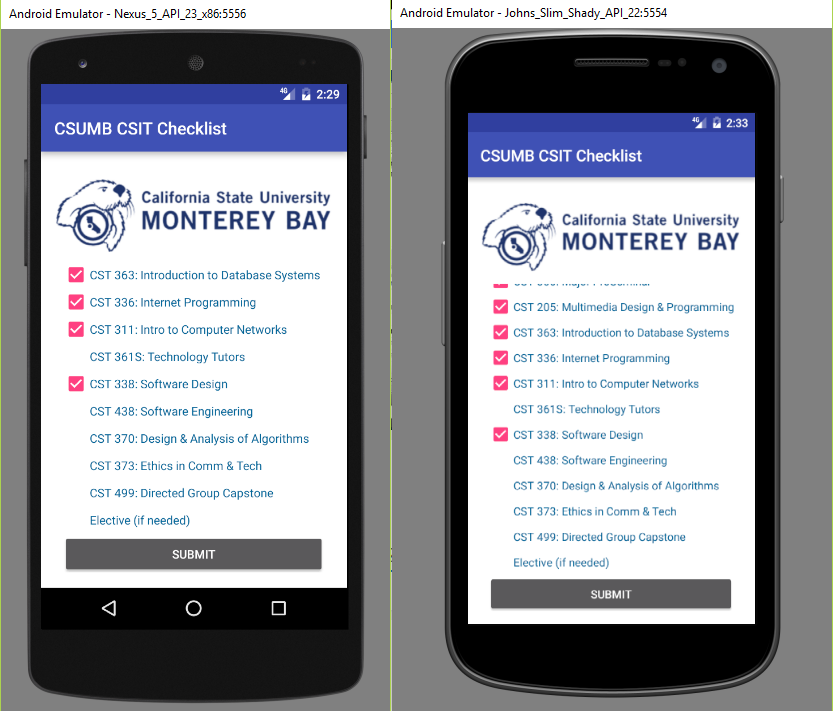 Android Emulator - Nexus_5_API_23_x86:5556
4G 2:29
CSUMB CSIT Checklist
California State University
MONTEREY BAY
CST 363: Introduction to Database Systems
CST 336: Internet Programming
CST 311: Intro to Computer Networks
CST 361S: Technology Tutors
CST 338: Software Design
CST 438: Software Engineering
CST 370: Design & Analysis of Algorithms
CST 373: Ethics in Comm & Tech
CST 499: Directed Group Capstone
Elective (if needed)
SUBMIT
Android Emulator - Johns_Slim_Shady_API_22:5554
4G 2:33
CSUMB CSIT Checklist
California State University
MONTEREY BAY
CST 205: Multimedia Design & Programming
CST 363: Introduction to Database Systems
CST 336: Internet Programming
CST 311: Intro to Computer Networks
CST 361S: Technology Tutors
CST 338: Software Design
CST 438: Software Engineering
CST 370: Design & Analysis of Algorithms
CST 373: Ethics in Comm & Tech
CST 499: Directed Group Capstone
Elective (if needed)
SUBMIT